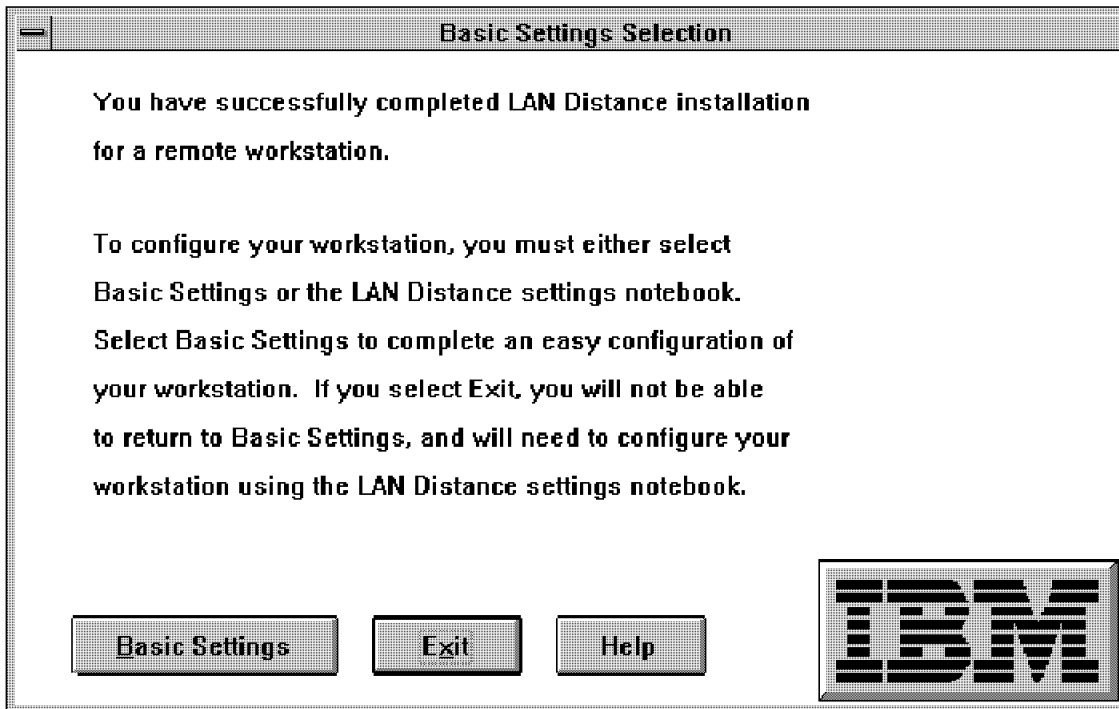 Basic Settings Selection
You have successfully completed LAN Distance installation
for a remote workstation.
To configure your workstation, you must either select
Basic Settings or the LAN Distance settings notebook.
Select Basic Settings to complete an easy configuration of
your workstation.  If you select Exit, you will not be able
to return to Basic Settings, and will need to configure your
workstation using the LAN Distance settings notebook.
Basic Settings
Exit
Help
IBM